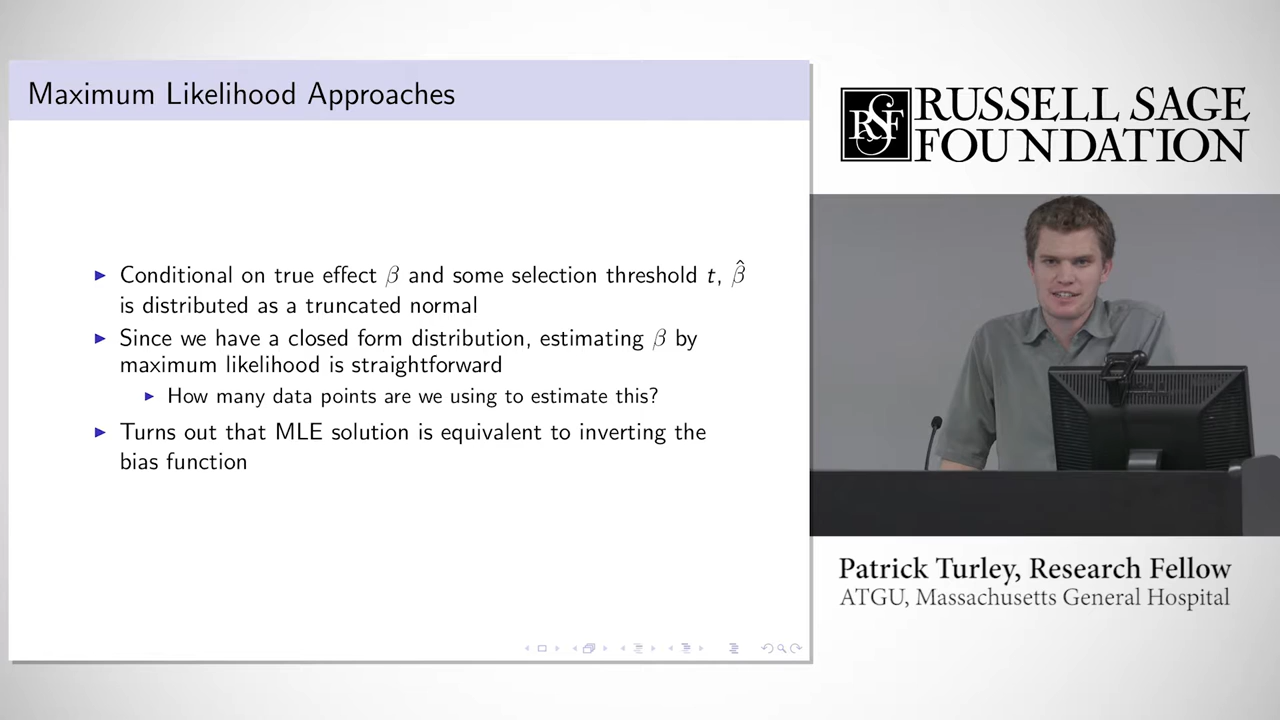 Maximum Likelihood Approaches
Conditional on true effect β and some selection threshold t, β̂
is distributed as a truncated normal
Since we have a closed form distribution, estimating β by
maximum likelihood is straightforward
How many data points are we using to estimate this?
Turns out that MLE solution is equivalent to inverting the
bias function
RSF
RUSSELL SAGE
FOUNDATION
Patrick Turley, Research Fellow
ATGU, Massachusetts General Hospital